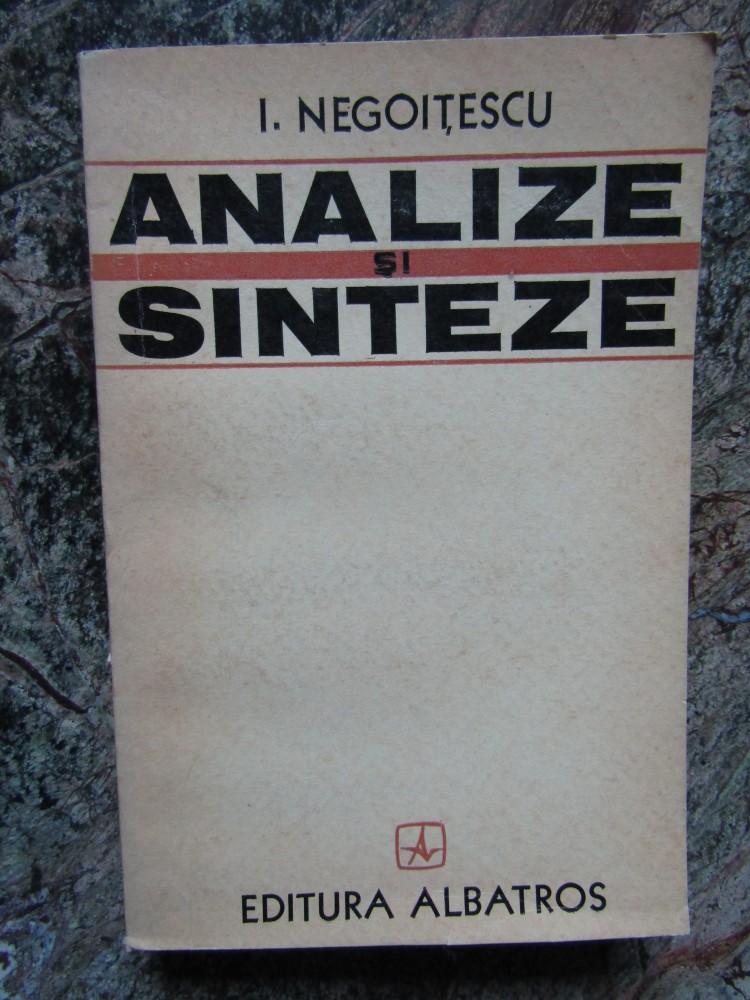 I. NEGOIȚESCU
ANALIZE
ȘI
SINTEZE
EDITURA ALBATROS